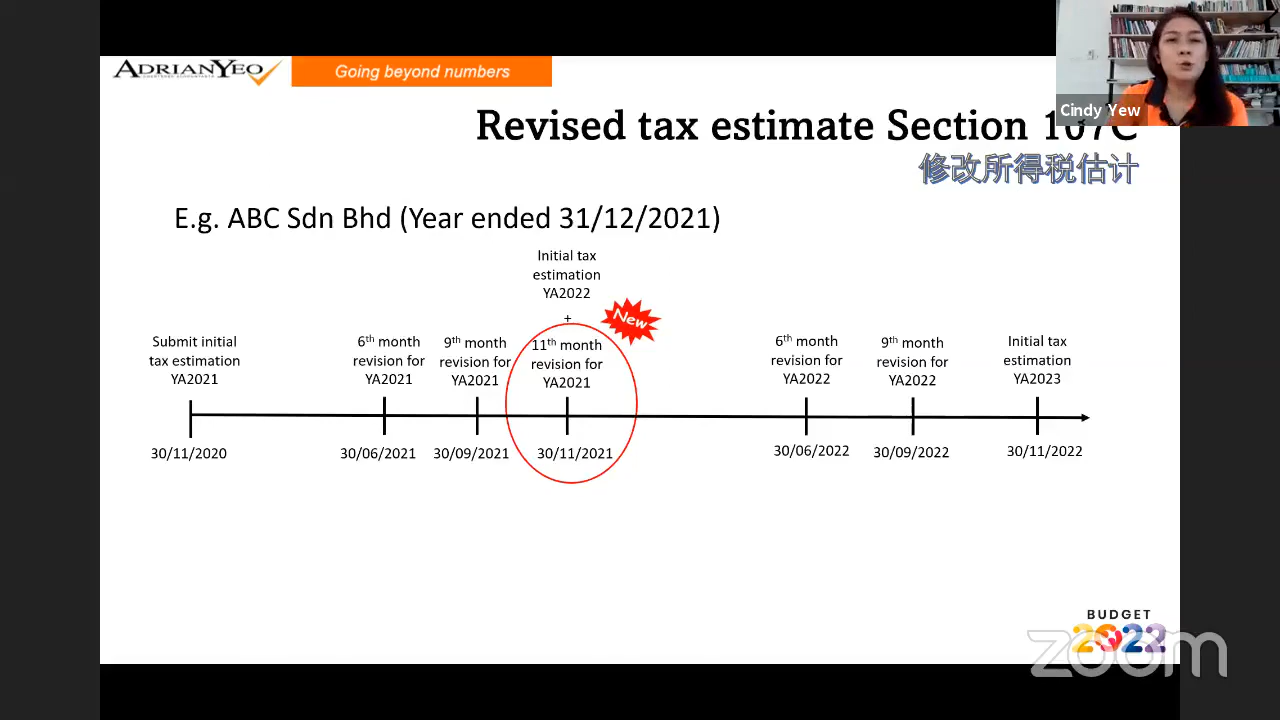 ADRIANYEO
Going beyond numbers
Cindy Yew
Revised tax estimate Section 107C
修改所得税估计
E.g. ABC Sdn Bhd (Year ended 31/12/2021)
Initial tax
estimation
YA2022
+
New
Submit initial
tax estimation
YA2021
6th month
revision for
YA2021
9th month
revision for
YA2021
11th month
revision for
YA2021
6th month
revision for
YA2022
9th month
revision for
YA2022
Initial tax
estimation
YA2023
30/11/2020
30/06/2021
30/09/2021
30/11/2021
30/06/2022
30/09/2022
30/11/2022
BUDGET
2022
zoom